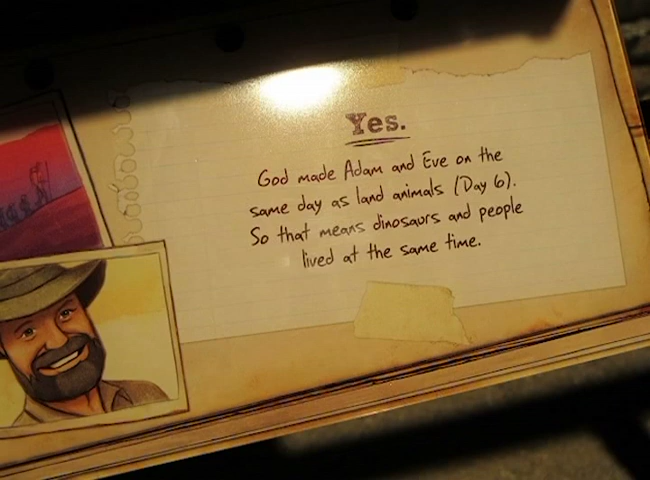 Yes.
God made Adam and Eve on the
same day as land animals (Day 6).
So that means dinosaurs and people
lived at the same time.